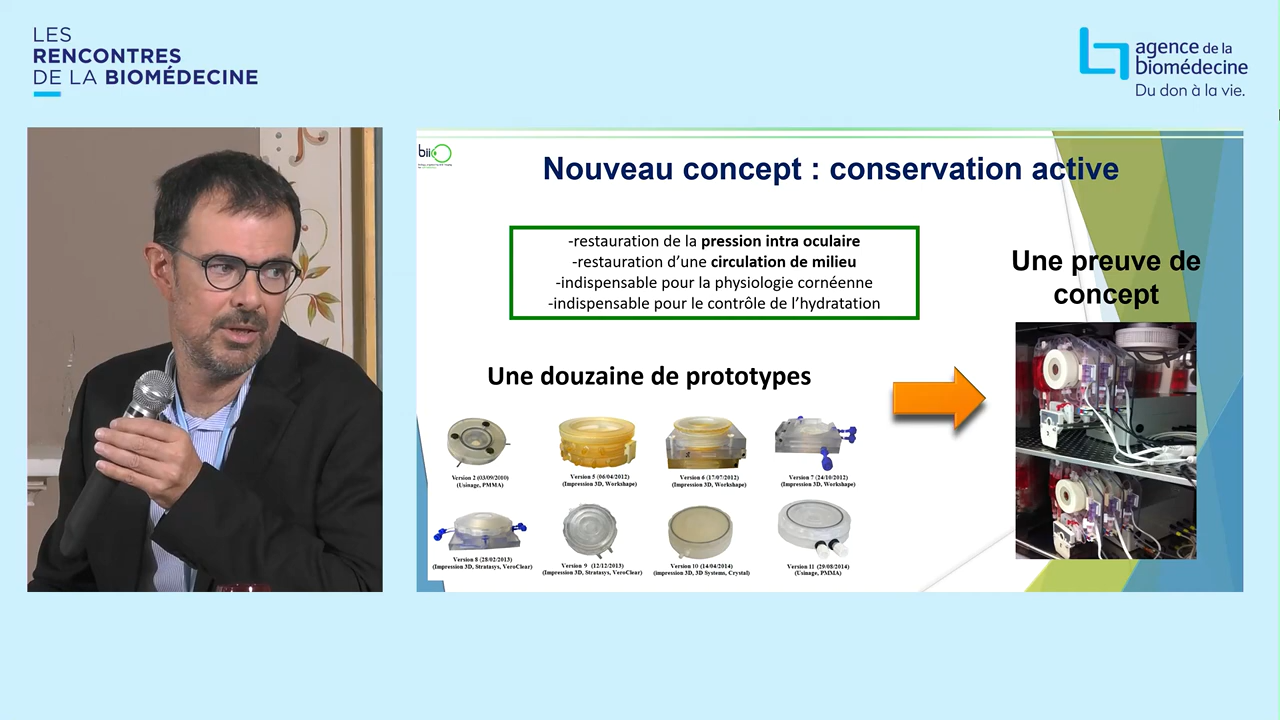 LES
RENCONTRES
DE LA BIOMÉDECINE
agence de la
biomédecine
Du don à la vie.
biiO
Nouveau concept : conservation active
-restauration de la pression intra oculaire
-restauration d’une circulation de milieu
-indispensable pour la physiologie cornéenne
-indispensable pour le contrôle de l’hydratation
Une preuve de
concept
Une douzaine de prototypes
Version 2 (03/09/2010)
(Usinage, PMMA)
Version 5 (06/04/2012)
(Impression 3D, Workshape)
Version 6 (17/07/2012)
(Impression 3D, Workshape)
Version 7 (24/10/2012)
(Impression 3D, Workshape)
Version 8 (28/02/2013)
(Impression 3D, Stratasys, VeroClear)
Version 9 (12/12/2013)
(Impression 3D, Stratasys, VeroClear)
Version 10 (14/04/2014)
(impression 3D, 3D Systems, Crystal)
Version 11 (29/08/2014)
(Usinage, PMMA)